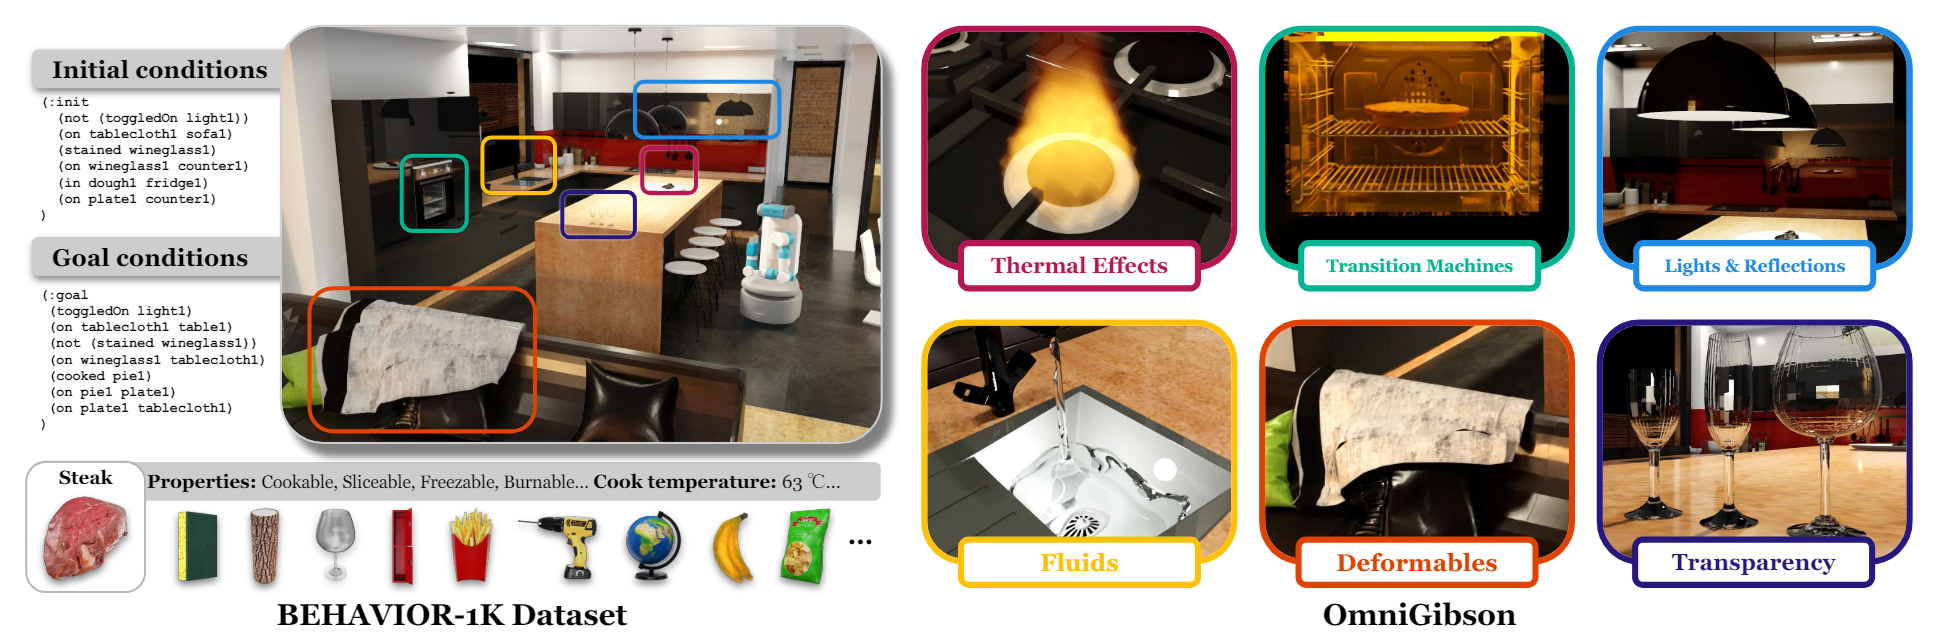 Initial conditions
(:init
(not (toggledOn light1))
(on tablecloth1 sofa1)
(stained wineglass1)
(on wineglass1 counter1)
(in dough1 fridge1)
(on plate1 counter1)
)
Goal conditions
(:goal
(toggledOn light1)
(on tablecloth1 table1)
(not (stained wineglass1))
(on wineglass1 tablecloth1)
(cooked pie1)
(on pie1 plate1)
(on plate1 tablecloth1)
)
Steak
Properties: Cookable, Sliceable, Freezable, Burnable... Cook temperature: 63 ℃...
...
BEHAVIOR-1K Dataset
Thermal Effects
Transition Machines
Lights & Reflections
Fluids
Deformables
Transparency
OmniGibson